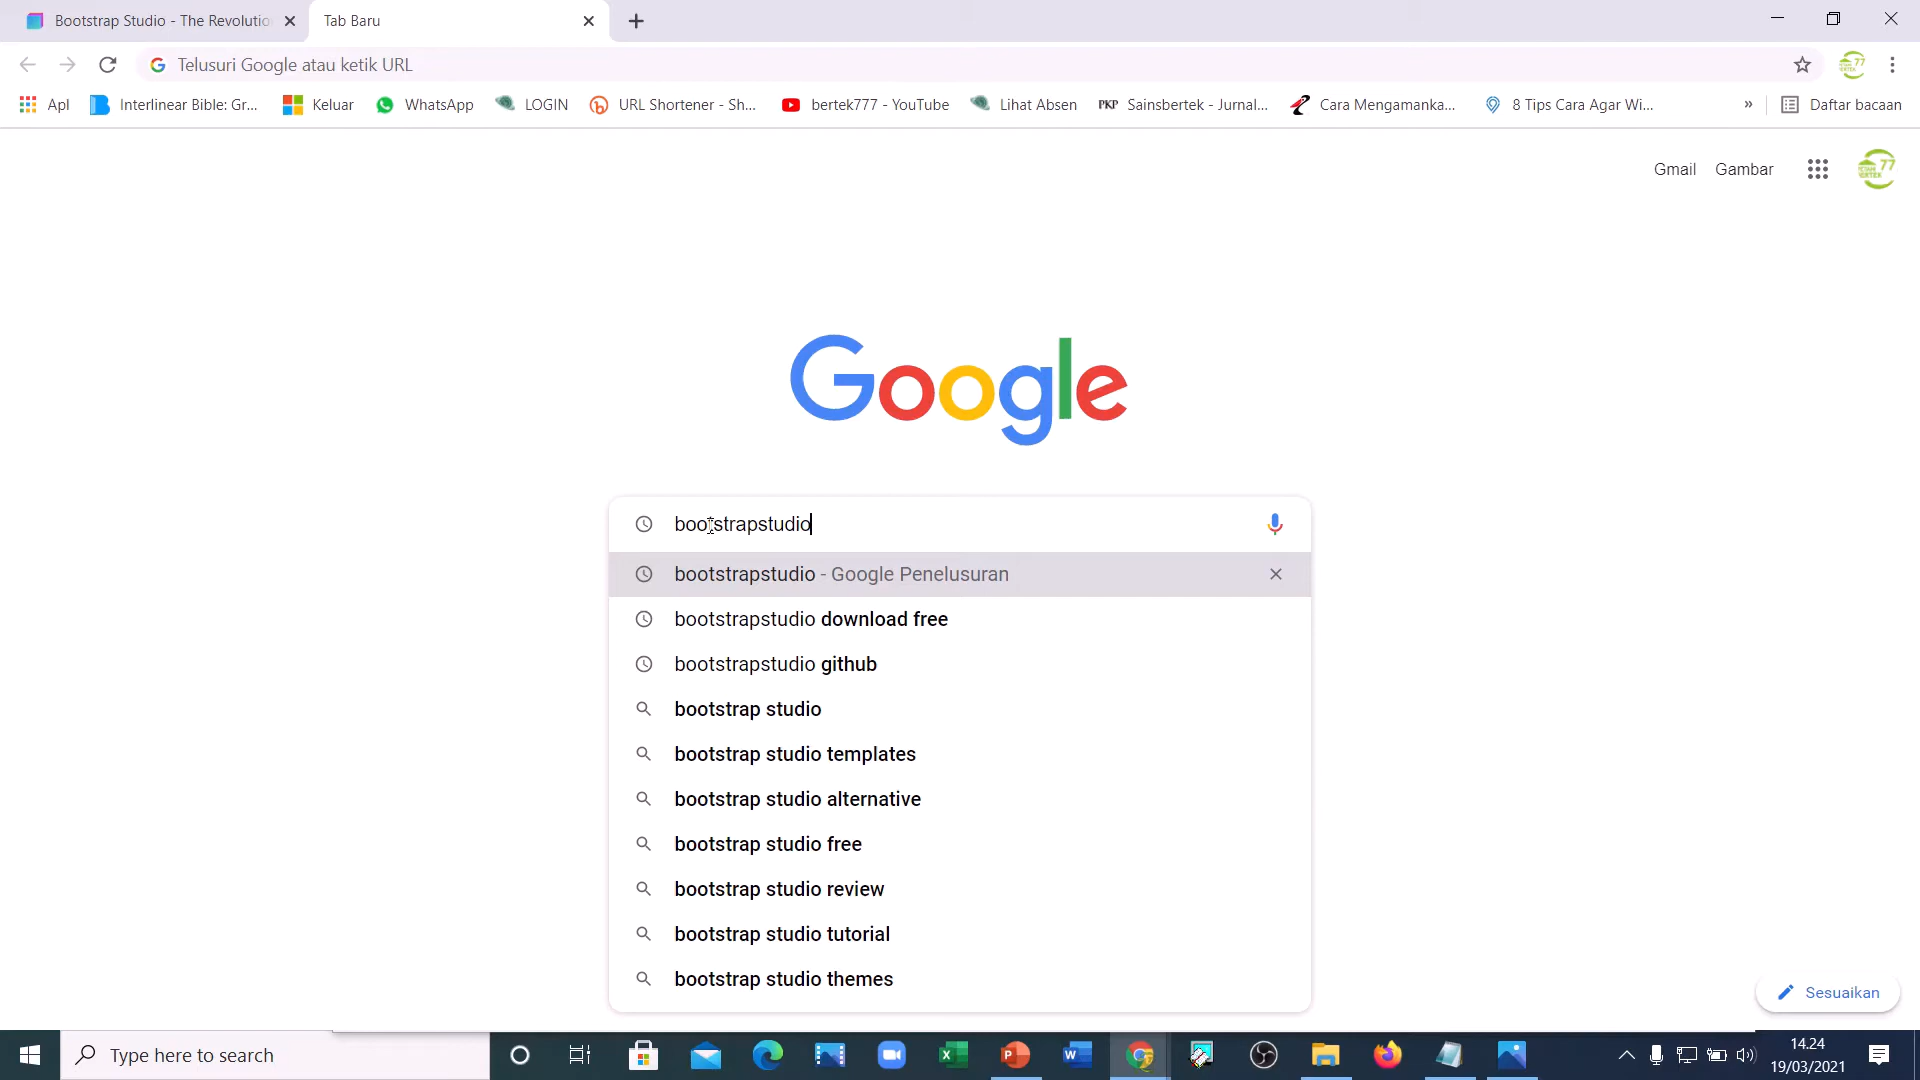 Bootstrap Studio - The Revolutio
Tab Baru
Telusuri Google atau ketik URL
Apl
Interlinear Bible: Gr...
Keluar
WhatsApp
LOGIN
URL Shortener - Sh...
bertek777 - YouTube
Lihat Absen
PKP Sainsbertek - Jurnal...
Cara Mengamanka...
8 Tips Cara Agar Wi...
»
Daftar bacaan
Gmail
Gambar
Google
bootstrapstudio
bootstrapstudio - Google Penelusuran
bootstrapstudio download free
bootstrapstudio github
bootstrap studio
bootstrap studio templates
bootstrap studio alternative
bootstrap studio free
bootstrap studio review
bootstrap studio tutorial
bootstrap studio themes
Sesuaikan
Type here to search
14.24
19/03/2021